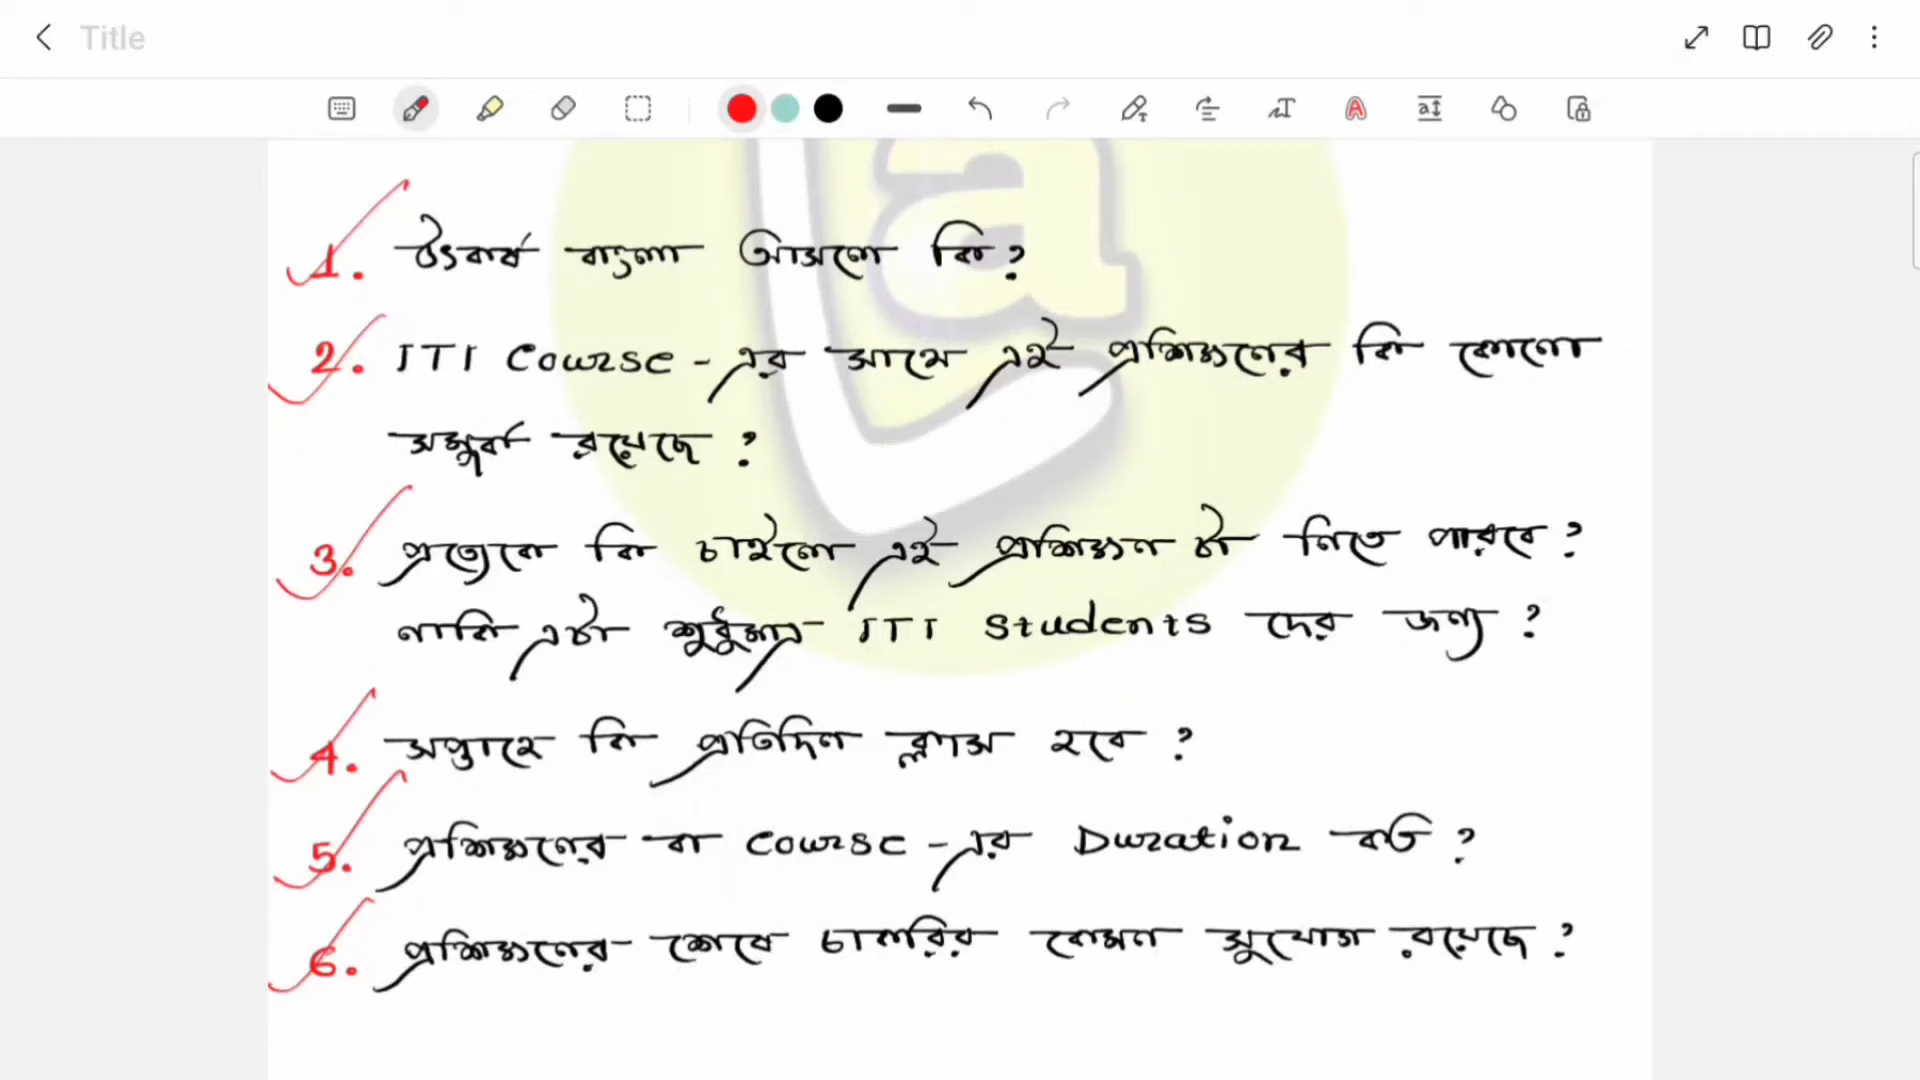 Title
1. উৎকর্ষ বাংলা আসলে কি?
2. ITI Course - এর সাথে এই প্রশিক্ষণের কি কোনো
সম্পর্ক রয়েছে ?
3. প্রত্যেকে কি চাইলে এই প্রশিক্ষণ টা নিতে পারবে ?
নাকি এটা শুধুমাত্র ITI Students দের জন্য ?
4. সপ্তাহে কি প্রতিদিন ক্লাস হবে ?
5. প্রশিক্ষণের বা Course - এর Duration কত ?
6. প্রশিক্ষণের শেষে চাকরির কেমন সুযোগ রয়েছে ?